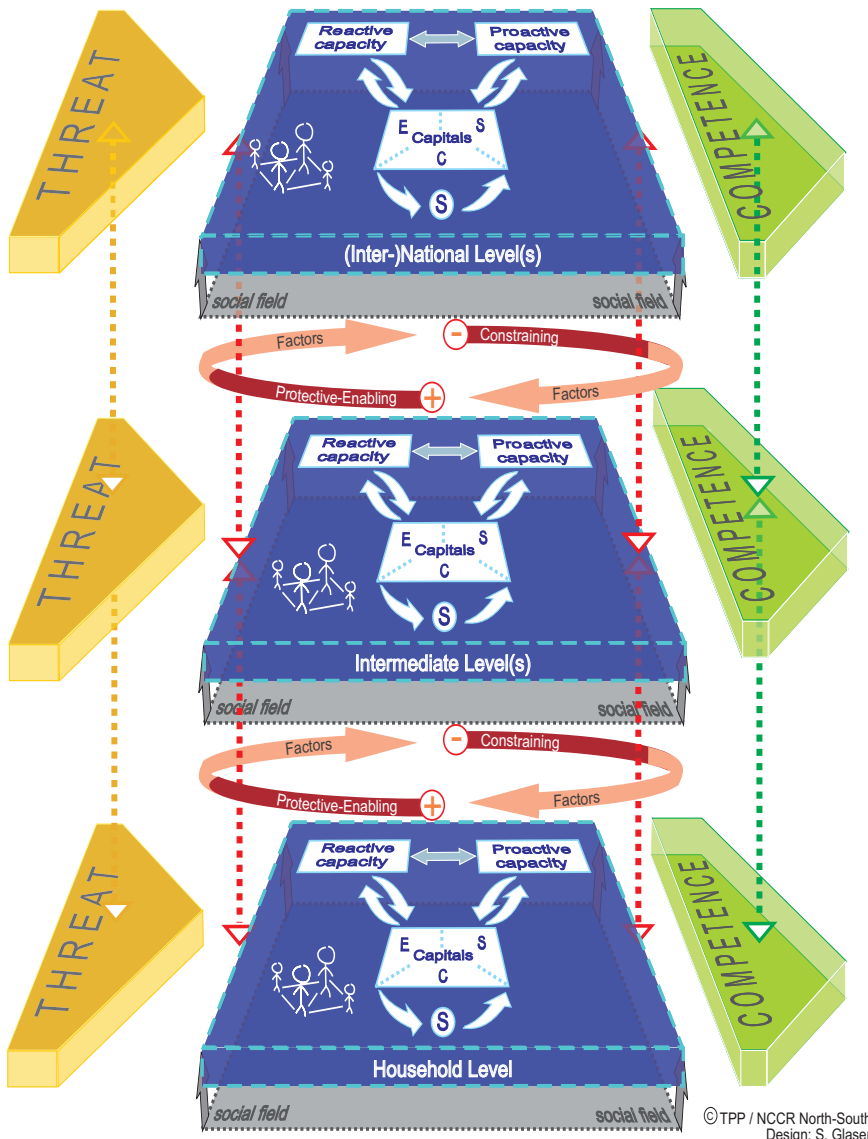 THREAT
Reactive
capacity
Proactive
capacity
E
S
Capitals
C
S
(Inter-)National Level(s)
social field
social field
COMPETENCE
Factors
-
Constraining
Protective-Enabling
+
Factors
THREAT
Reactive
capacity
Proactive
capacity
E
S
Capitals
C
S
Intermediate Level(s)
social field
social field
COMPETENCE
Factors
-
Constraining
Protective-Enabling
+
Factors
THREAT
Reactive
capacity
Proactive
capacity
E
S
Capitals
C
S
Household Level
social field
social field
COMPETENCE
© TPP / NCCR North-South
Design: S. Glaser